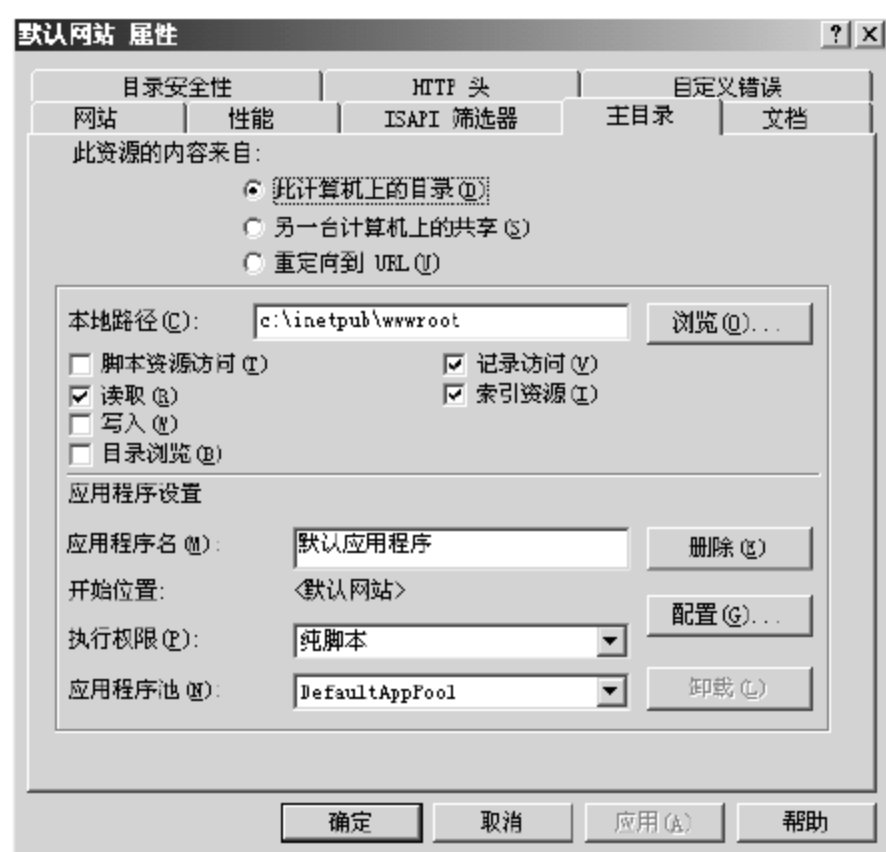 默认网站 属性
目录安全性 HTTP 头 自定义错误
网站 性能 ISAPI 筛选器 主目录 文档
此资源的内容来自:
此计算机上的目录(D)
另一台计算机上的共享(S)
重定向到 URL(U)
本地路径(C): c:\inetpub\wwwroot 浏览(O)...
脚本资源访问(T) 记录访问(V)
读取(R) 索引资源(I)
写入(W)
目录浏览(B)
应用程序设置
应用程序名(M): 默认应用程序 删除(E)
开始位置: <默认网站>
配置(G)...
执行权限(P): 纯脚本
应用程序池(N): DefaultAppPool 卸载(L)
确定 取消 应用(A) 帮助